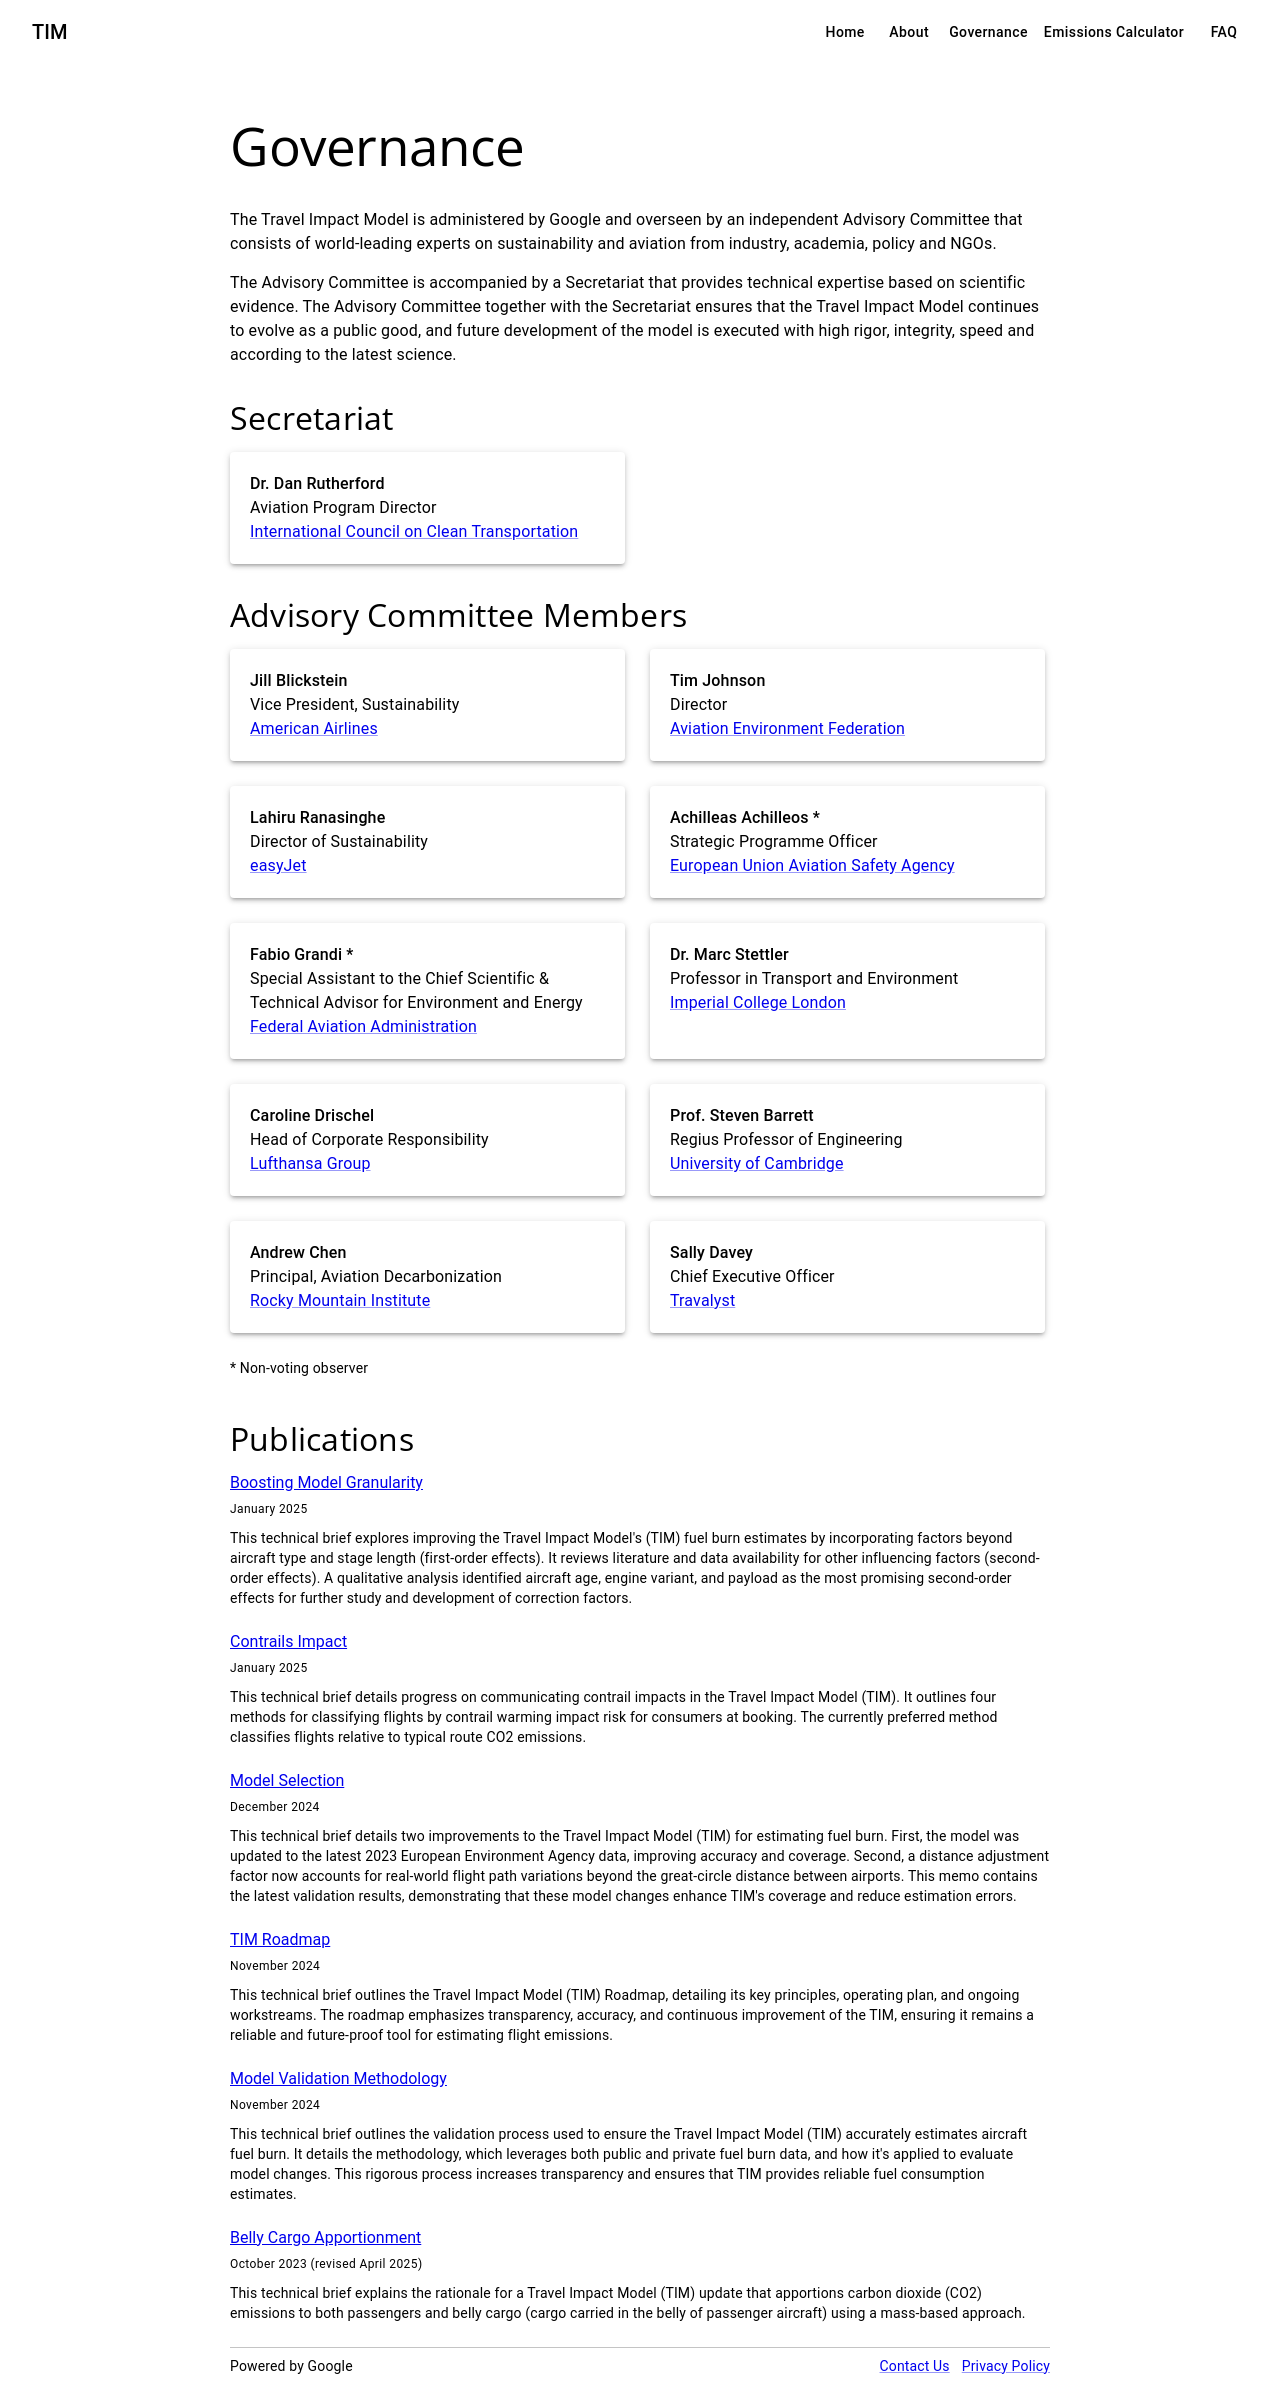 TIM
Home About Governance Emissions Calculator FAQ
Governance
The Travel Impact Model is administered by Google and overseen by an independent Advisory Committee that
consists of world-leading experts on sustainability and aviation from industry, academia, policy and NGOs.
The Advisory Committee is accompanied by a Secretariat that provides technical expertise based on scientific
evidence. The Advisory Committee together with the Secretariat ensures that the Travel Impact Model continues
to evolve as a public good, and future development of the model is executed with high rigor, integrity, speed and
according to the latest science.
Secretariat
Dr. Dan Rutherford
Aviation Program Director
International Council on Clean Transportation
Advisory Committee Members
Jill Blickstein
Vice President, Sustainability
American Airlines
Tim Johnson
Director
Aviation Environment Federation
Lahiru Ranasinghe
Director of Sustainability
easyJet
Achilleas Achilleos *
Strategic Programme Officer
European Union Aviation Safety Agency
Fabio Grandi *
Special Assistant to the Chief Scientific &
Technical Advisor for Environment and Energy
Federal Aviation Administration
Dr. Marc Stettler
Professor in Transport and Environment
Imperial College London
Caroline Drischel
Head of Corporate Responsibility
Lufthansa Group
Prof. Steven Barrett
Regius Professor of Engineering
University of Cambridge
Andrew Chen
Principal, Aviation Decarbonization
Rocky Mountain Institute
Sally Davey
Chief Executive Officer
Travalyst
* Non-voting observer
Publications
Boosting Model Granularity
January 2025
This technical brief explores improving the Travel Impact Model's (TIM) fuel burn estimates by incorporating factors beyond
aircraft type and stage length (first-order effects). It reviews literature and data availability for other influencing factors (second-
order effects). A qualitative analysis identified aircraft age, engine variant, and payload as the most promising second-order
effects for further study and development of correction factors.
Contrails Impact
January 2025
This technical brief details progress on communicating contrail impacts in the Travel Impact Model (TIM). It outlines four
methods for classifying flights by contrail warming impact risk for consumers at booking. The currently preferred method
classifies flights relative to typical route CO2 emissions.
Model Selection
December 2024
This technical brief details two improvements to the Travel Impact Model (TIM) for estimating fuel burn. First, the model was
updated to the latest 2023 European Environment Agency data, improving accuracy and coverage. Second, a distance adjustment
factor now accounts for real-world flight path variations beyond the great-circle distance between airports. This memo contains
the latest validation results, demonstrating that these model changes enhance TIM's coverage and reduce estimation errors.
TIM Roadmap
November 2024
This technical brief outlines the Travel Impact Model (TIM) Roadmap, detailing its key principles, operating plan, and ongoing
workstreams. The roadmap emphasizes transparency, accuracy, and continuous improvement of the TIM, ensuring it remains a
reliable and future-proof tool for estimating flight emissions.
Model Validation Methodology
November 2024
This technical brief outlines the validation process used to ensure the Travel Impact Model (TIM) accurately estimates aircraft
fuel burn. It details the methodology, which leverages both public and private fuel burn data, and how it's applied to evaluate
model changes. This rigorous process increases transparency and ensures that TIM provides reliable fuel consumption
estimates.
Belly Cargo Apportionment
October 2023 (revised April 2025)
This technical brief explains the rationale for a Travel Impact Model (TIM) update that apportions carbon dioxide (CO2)
emissions to both passengers and belly cargo (cargo carried in the belly of passenger aircraft) using a mass-based approach.
Powered by Google
Contact Us Privacy Policy